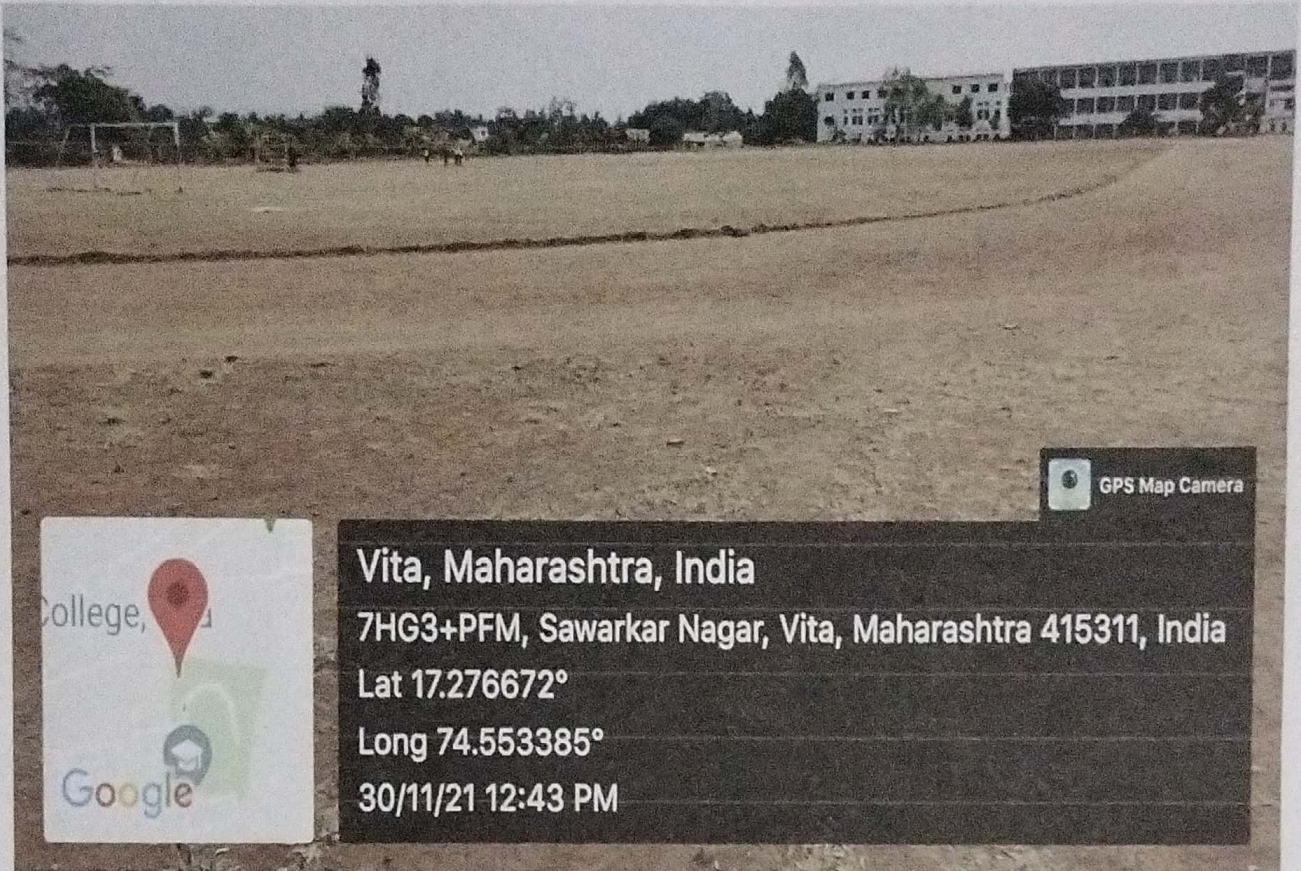 GPS Map Camera
College,
Google
Vita, Maharashtra, India
7HG3+PFM, Sawarkar Nagar, Vita, Maharashtra 415311, India
Lat 17.276672°
Long 74.553385°
30/11/21 12:43 PM